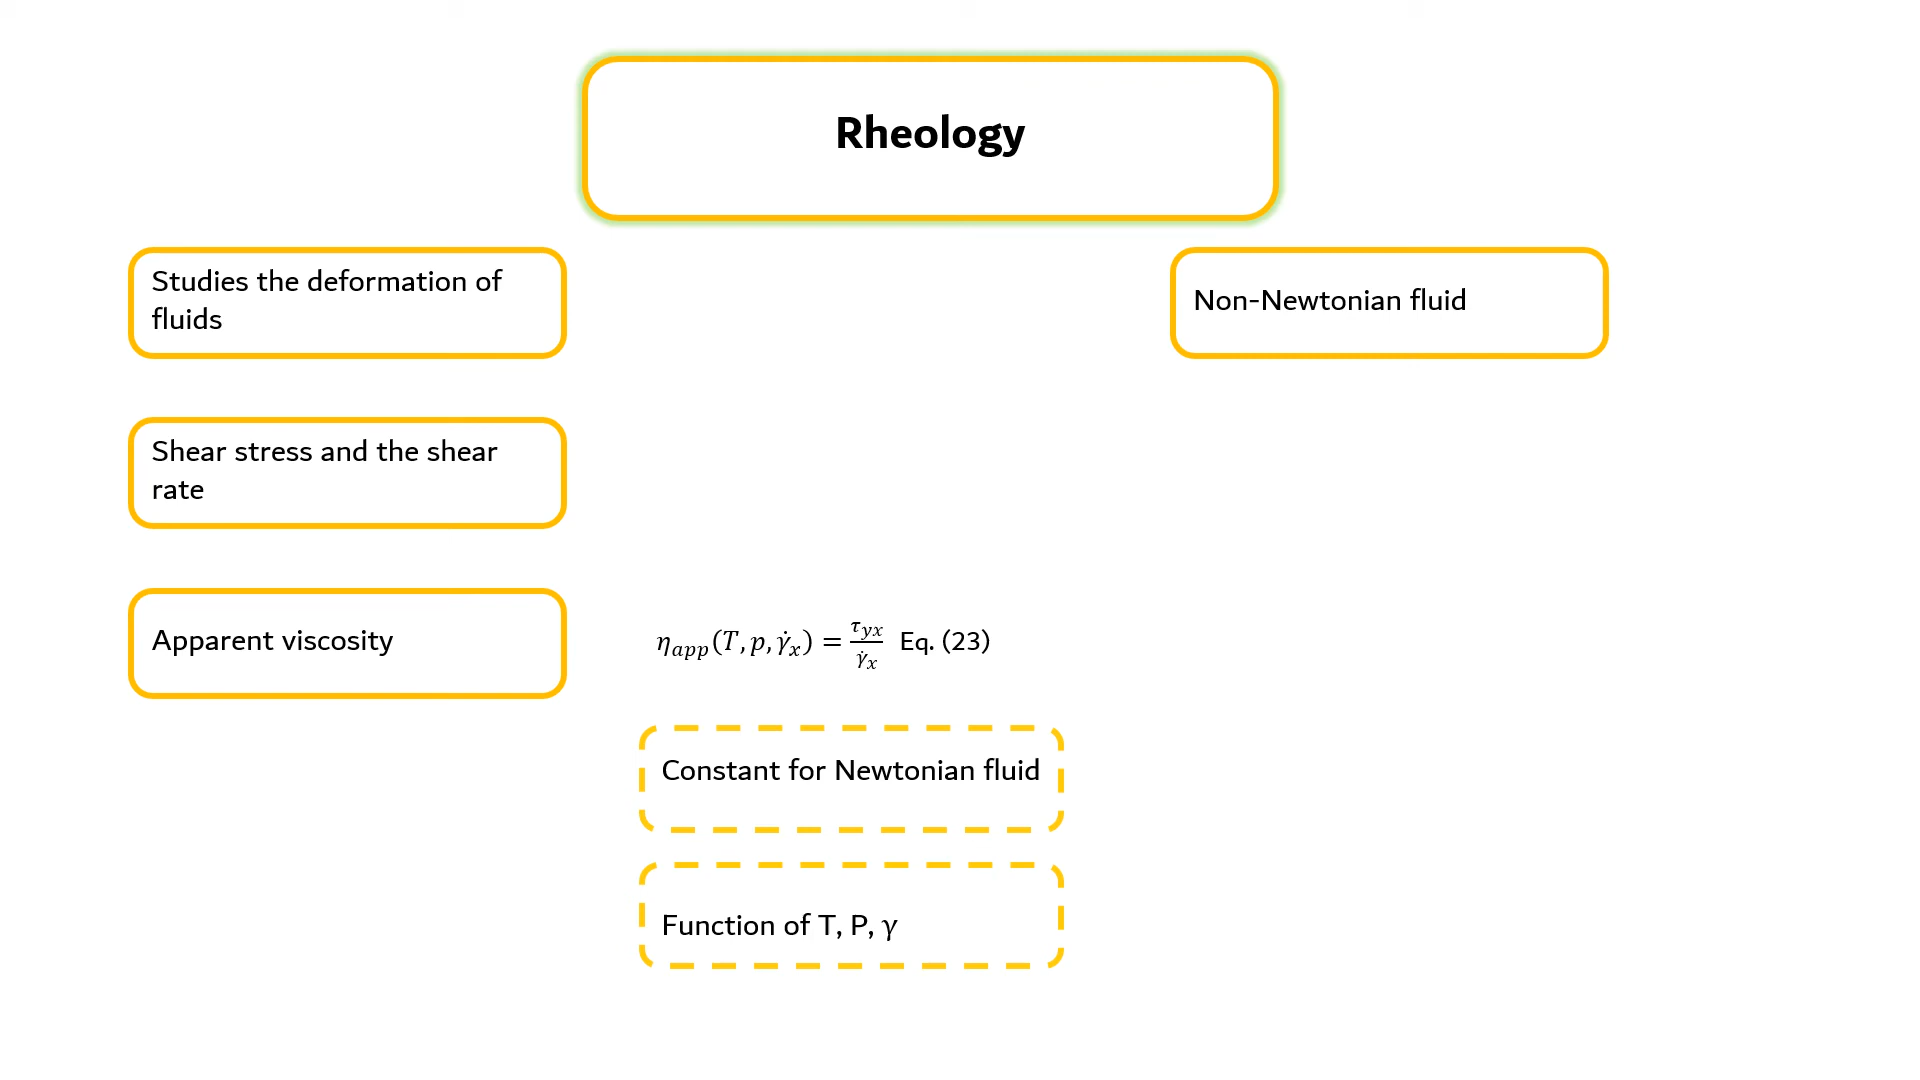 Rheology
Studies the deformation of
fluids
Non-Newtonian fluid
Shear stress and the shear
rate
Apparent viscosity
η_app(T, p, γ̇_x) = τ_yx / γ̇_x  Eq. (23)
Constant for Newtonian fluid
Function of T, P, γ